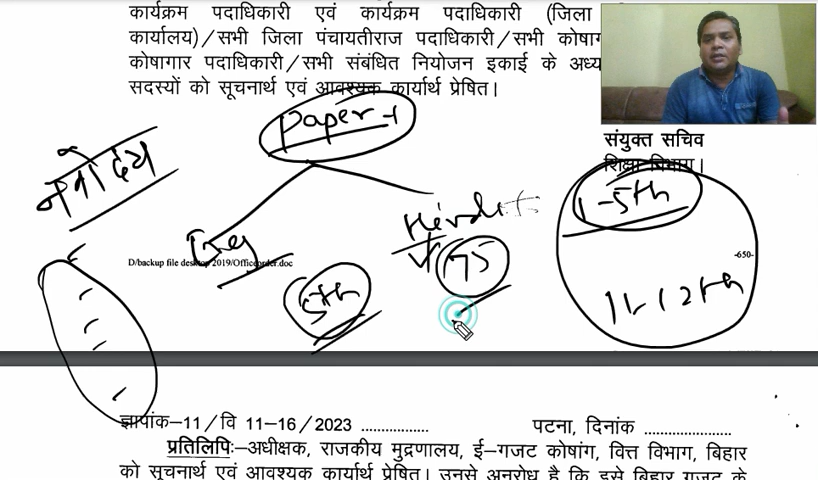 कार्यक्रम पदाधिकारी एवं कार्यक्रम पदाधिकारी (जिला
कार्यालय)/सभी जिला पंचायतीराज पदाधिकारी/सभी कोषाग
कोषागार पदाधिकारी/सभी संबंधित नियोजन इकाई के अध्य
सदस्यों को सूचनार्थ एवं आवश्यक कार्यार्थ प्रेषित।
Paper-1
संयुक्त सचिव
शिक्षा विभाग।
नवोदय
1-5th
75
-650-
D/backup file desktop 2019/Officeorder.doc
5th
11-12th
ज्ञापांक–11/वि 11–16/2023 .................
पटना, दिनांक .....................
प्रतिलिपिः–अधीक्षक, राजकीय मुद्रणालय, ई–गजट कोषांग, वित्त विभाग, बिहार
को सूचनार्थ एवं आवश्यक कार्यार्थ प्रेषित। उनसे अनुरोध है कि इसे बिहार गजट के